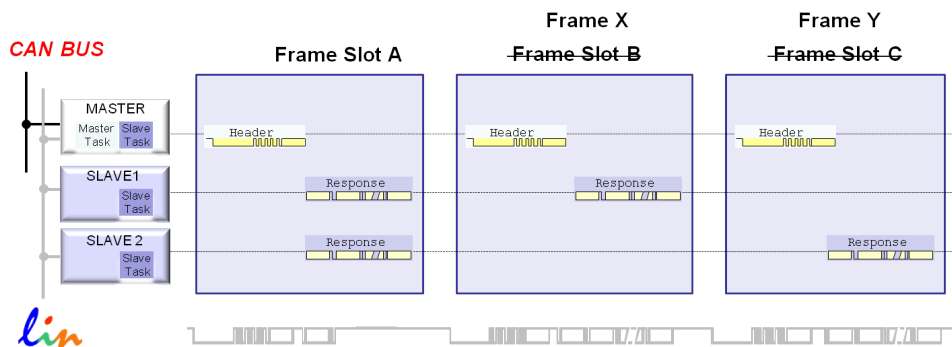 Frame X
Frame Y
CAN BUS
Frame Slot A
Frame Slot B
Frame Slot C
MASTER
Master Task
Slave Task
Header
Header
Header
SLAVE1
Slave Task
Response
Response
SLAVE 2
Slave Task
Response
Response
lin